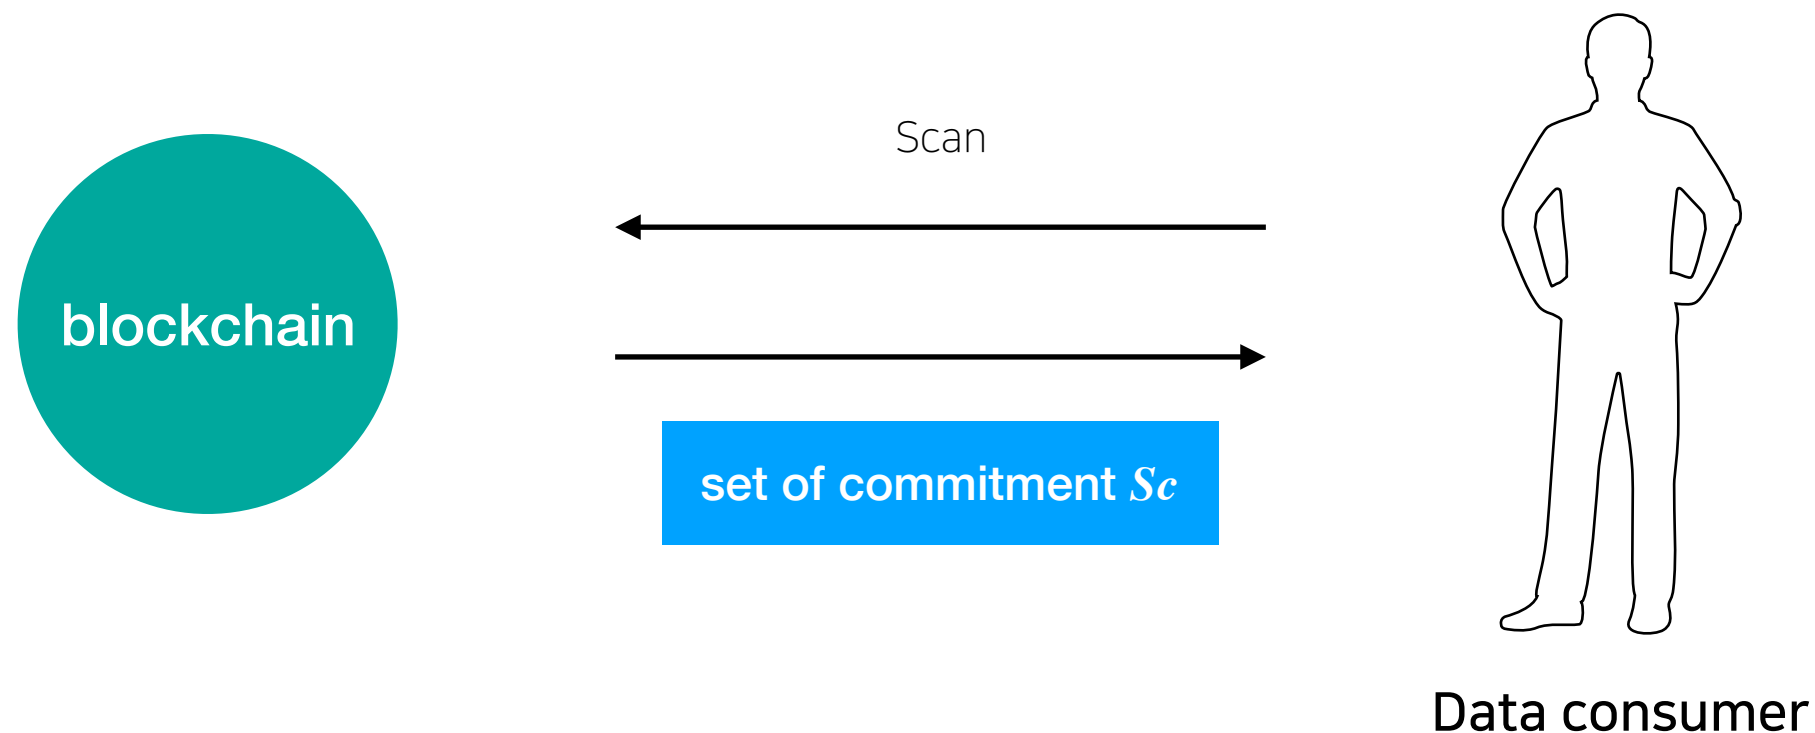 Scan
blockchain
set of commitment Sc
Data consumer